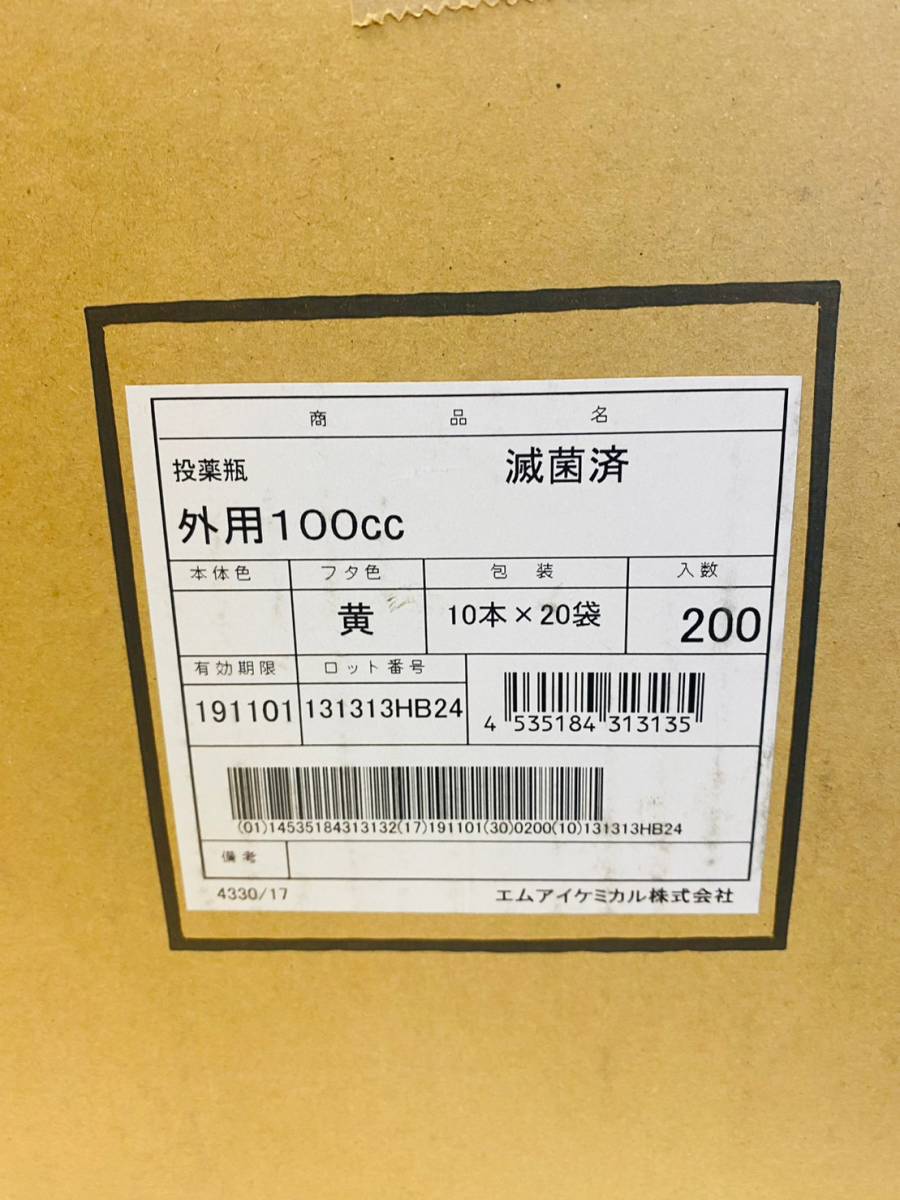 商品名
投薬瓶 滅菌済
外用100cc
本体色 フタ色 包装 入数
黄 10本×20袋 200
有効期限 ロット番号
191101 131313HB24
4 535184 313135
(01)14535184313132(17)191101(30)0200(10)131313HB24
備考
4330/17 エムアイケミカル株式会社